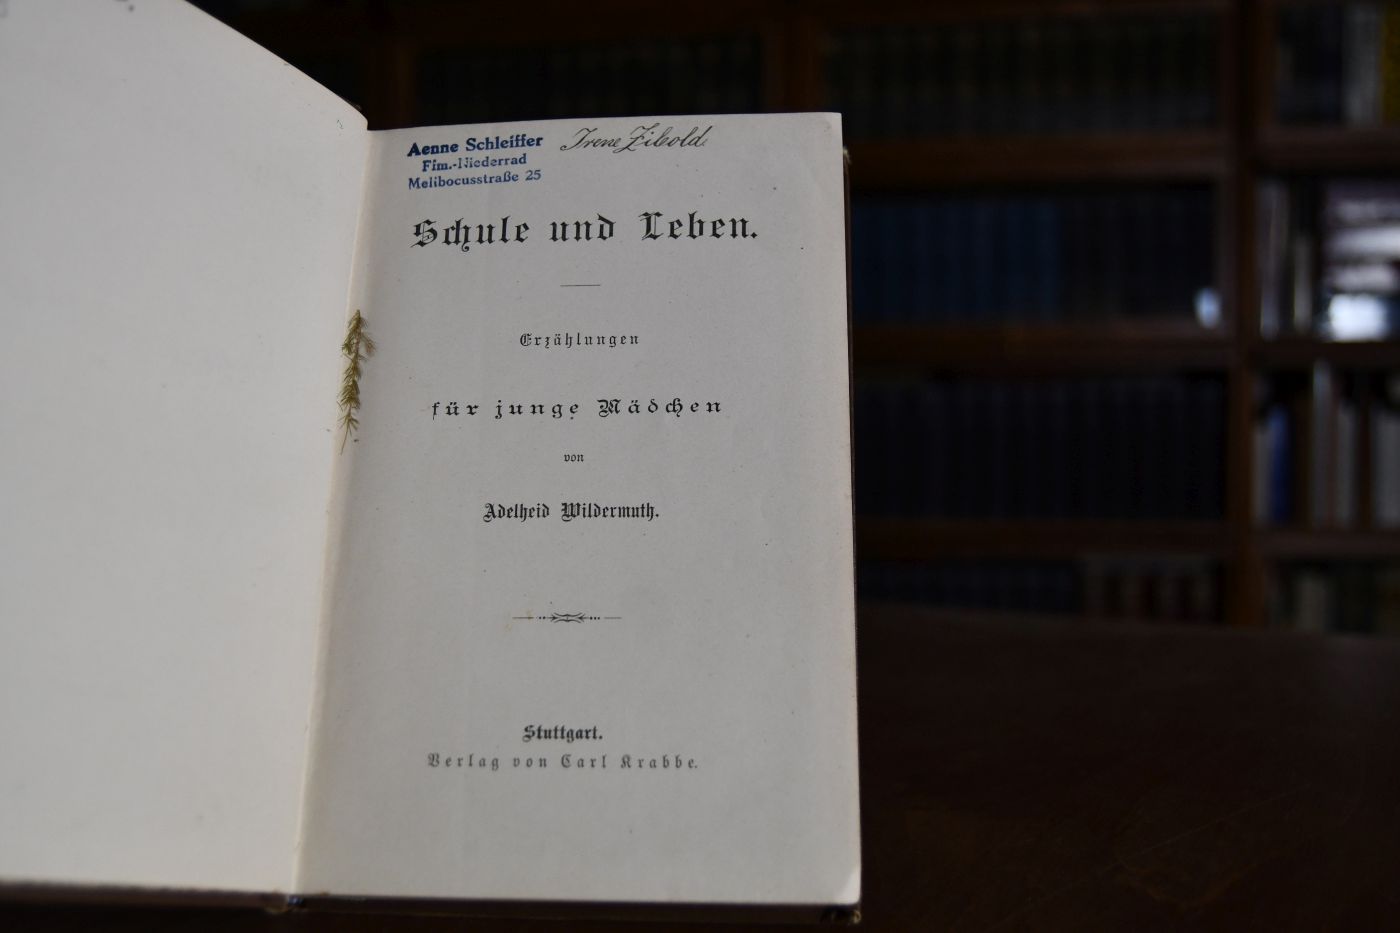 Aenne Schleiffer
Ffm.-Niederrad
Melibocusstraße 25
Irene Zibold.
Schule und Leben.
Erzählungen
für junge Mädchen
von
Adelheid Wildermuth.
Stuttgart.
Verlag von Carl Krabbe.